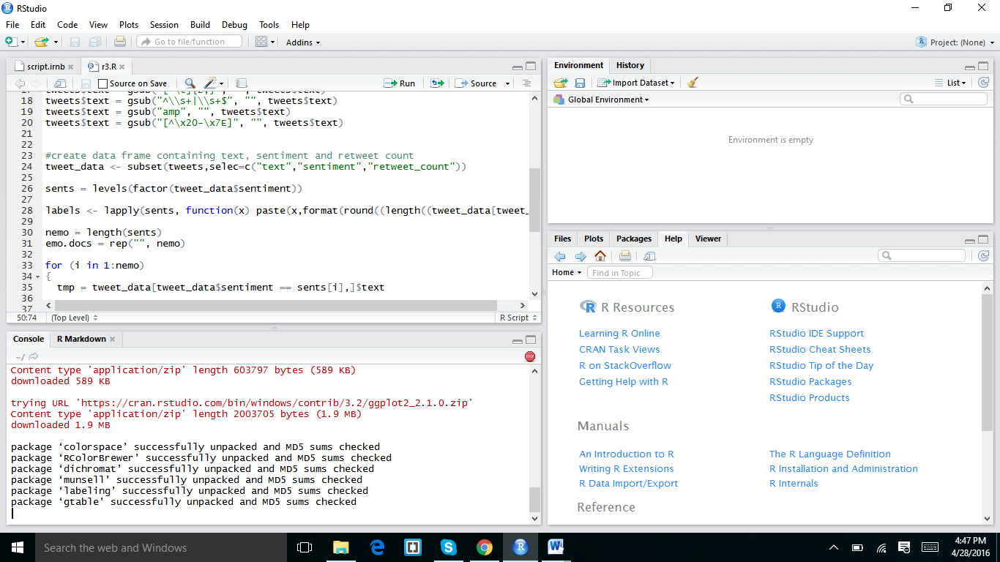 RStudio
File Edit Code View Plots Session Build Debug Tools Help
Go to file/function Addins Project: (None)
script.irnb r3.R
Source on Save Run Source
18 tweets$text = gsub("^\\s+|\\s+$", "", tweets$text)
19 tweets$text = gsub("amp", "", tweets$text)
20 tweets$text = gsub("[^\x20-\x7E]", "", tweets$text)
21
22
23 #create data frame containing text, sentiment and retweet count
24 tweet_data <- subset(tweets,selec=c("text","sentiment","retweet_count"))
25
26 sents = levels(factor(tweet_data$sentiment))
27
28 labels <- lapply(sents, function(x) paste(x,format(round((length((tweet_data[tweet_
29
30 nemo = length(sents)
31 emo.docs = rep("", nemo)
32
33 for (i in 1:nemo)
34 {
35 tmp = tweet_data[tweet_data$sentiment == sents[i],]$text
36
37
50:74 (Top Level) R Script
Console R Markdown
~/
STOP
Content type 'application/zip' length 603797 bytes (589 KB)
downloaded 589 KB
trying URL 'https://cran.rstudio.com/bin/windows/contrib/3.2/ggplot2_2.1.0.zip'
Content type 'application/zip' length 2003705 bytes (1.9 MB)
downloaded 1.9 MB
package ‘colorspace’ successfully unpacked and MD5 sums checked
package ‘RColorBrewer’ successfully unpacked and MD5 sums checked
package ‘dichromat’ successfully unpacked and MD5 sums checked
package ‘munsell’ successfully unpacked and MD5 sums checked
package ‘labeling’ successfully unpacked and MD5 sums checked
package ‘gtable’ successfully unpacked and MD5 sums checked
Environment History
Import Dataset List
Global Environment
Environment is empty
Files Plots Packages Help Viewer
Home Find in Topic
R Resources
Learning R Online
CRAN Task Views
R on StackOverflow
Getting Help with R
RStudio
RStudio IDE Support
RStudio Cheat Sheets
RStudio Tip of the Day
RStudio Packages
RStudio Products
Manuals
An Introduction to R
Writing R Extensions
R Data Import/Export
The R Language Definition
R Installation and Administration
R Internals
Reference
Search the web and Windows
4:47 PM
4/28/2016